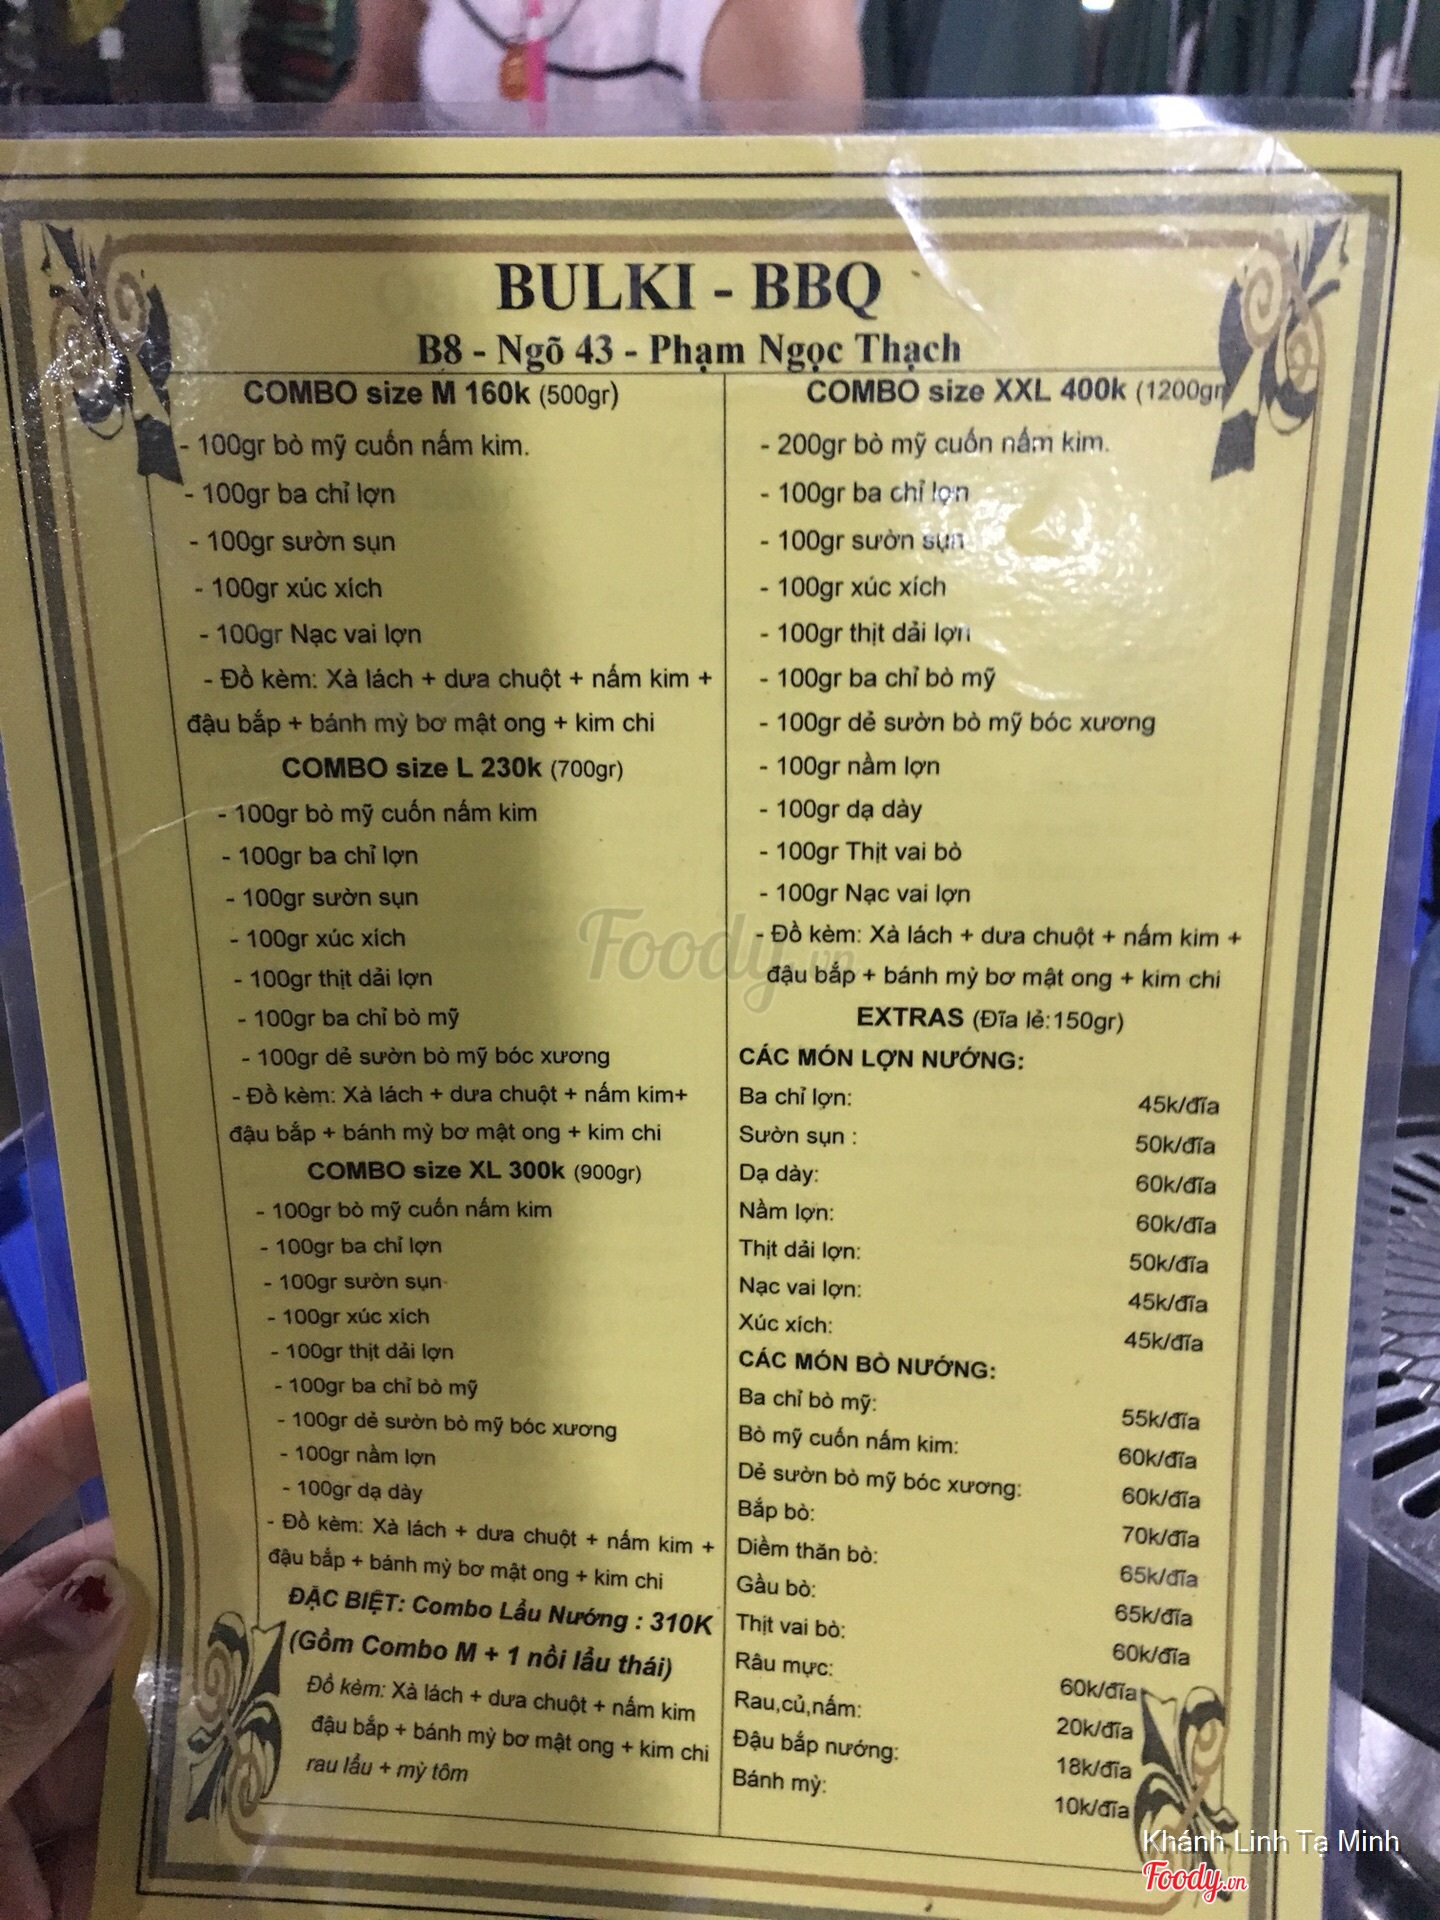 BULKI - BBQ
B8 - Ngõ 43 - Phạm Ngọc Thạch
COMBO size M 160k (500gr)
- 100gr bò mỹ cuốn nấm kim.
- 100gr ba chỉ lợn
- 100gr sườn sụn
- 100gr xúc xích
- 100gr Nạc vai lợn
- Đồ kèm: Xà lách + dưa chuột + nấm kim +
đậu bắp + bánh mỳ bơ mật ong + kim chi
COMBO size L 230k (700gr)
- 100gr bò mỹ cuốn nấm kim
- 100gr ba chỉ lợn
- 100gr sườn sụn
- 100gr xúc xích
- 100gr thịt dải lợn
- 100gr ba chỉ bò mỹ
- 100gr dẻ sườn bò mỹ bóc xương
- Đồ kèm: Xà lách + dưa chuột + nấm kim+
đậu bắp + bánh mỳ bơ mật ong + kim chi
COMBO size XL 300k (900gr)
- 100gr bò mỹ cuốn nấm kim
- 100gr ba chỉ lợn
- 100gr sườn sụn
- 100gr xúc xích
- 100gr thịt dải lợn
- 100gr ba chỉ bò mỹ
- 100gr dẻ sườn bò mỹ bóc xương
- 100gr nầm lợn
- 100gr dạ dày
- Đồ kèm: Xà lách + dưa chuột + nấm kim +
đậu bắp + bánh mỳ bơ mật ong + kim chi
ĐẶC BIỆT: Combo Lẩu Nướng : 310K
(Gồm Combo M + 1 nồi lẩu thái)
Đồ kèm: Xà lách + dưa chuột + nấm kim
đậu bắp + bánh mỳ bơ mật ong + kim chi
rau lẩu + mỳ tôm
COMBO size XXL 400k (1200gr
- 200gr bò mỹ cuốn nấm kim.
- 100gr ba chỉ lợn
- 100gr sườn sụn
- 100gr xúc xích
- 100gr thịt dải lợn
- 100gr ba chỉ bò mỹ
- 100gr dẻ sườn bò mỹ bóc xương
- 100gr nầm lợn
- 100gr dạ dày
- 100gr Thịt vai bò
- 100gr Nạc vai lợn
- Đồ kèm: Xà lách + dưa chuột + nấm kim +
đậu bắp + bánh mỳ bơ mật ong + kim chi
EXTRAS (Đĩa lẻ:150gr)
CÁC MÓN LỢN NƯỚNG:
Ba chỉ lợn: 45k/đĩa
Sườn sụn : 50k/đĩa
Dạ dày: 60k/đĩa
Nầm lợn: 60k/đĩa
Thịt dải lợn: 50k/đĩa
Nạc vai lợn: 45k/đĩa
Xúc xích: 45k/đĩa
CÁC MÓN BÒ NƯỚNG:
Ba chỉ bò mỹ: 55k/đĩa
Bò mỹ cuốn nấm kim: 60k/đĩa
Dẻ sườn bò mỹ bóc xương: 60k/đĩa
Bắp bò: 70k/đĩa
Diềm thăn bò: 65k/đĩa
Gầu bò: 65k/đĩa
Thịt vai bò: 60k/đĩa
Râu mực: 60k/đĩa
Rau,củ,nấm: 20k/đĩa
Đậu bắp nướng: 18k/đĩa
Bánh mỳ: 10k/đĩa
Foody.vn
Khánh Linh Tạ Minh
Foody.vn